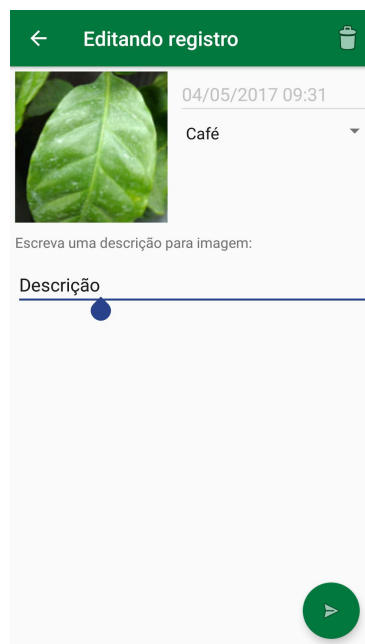 Editando registro
04/05/2017 09:31
Café
Escreva uma descrição para imagem:
Descrição